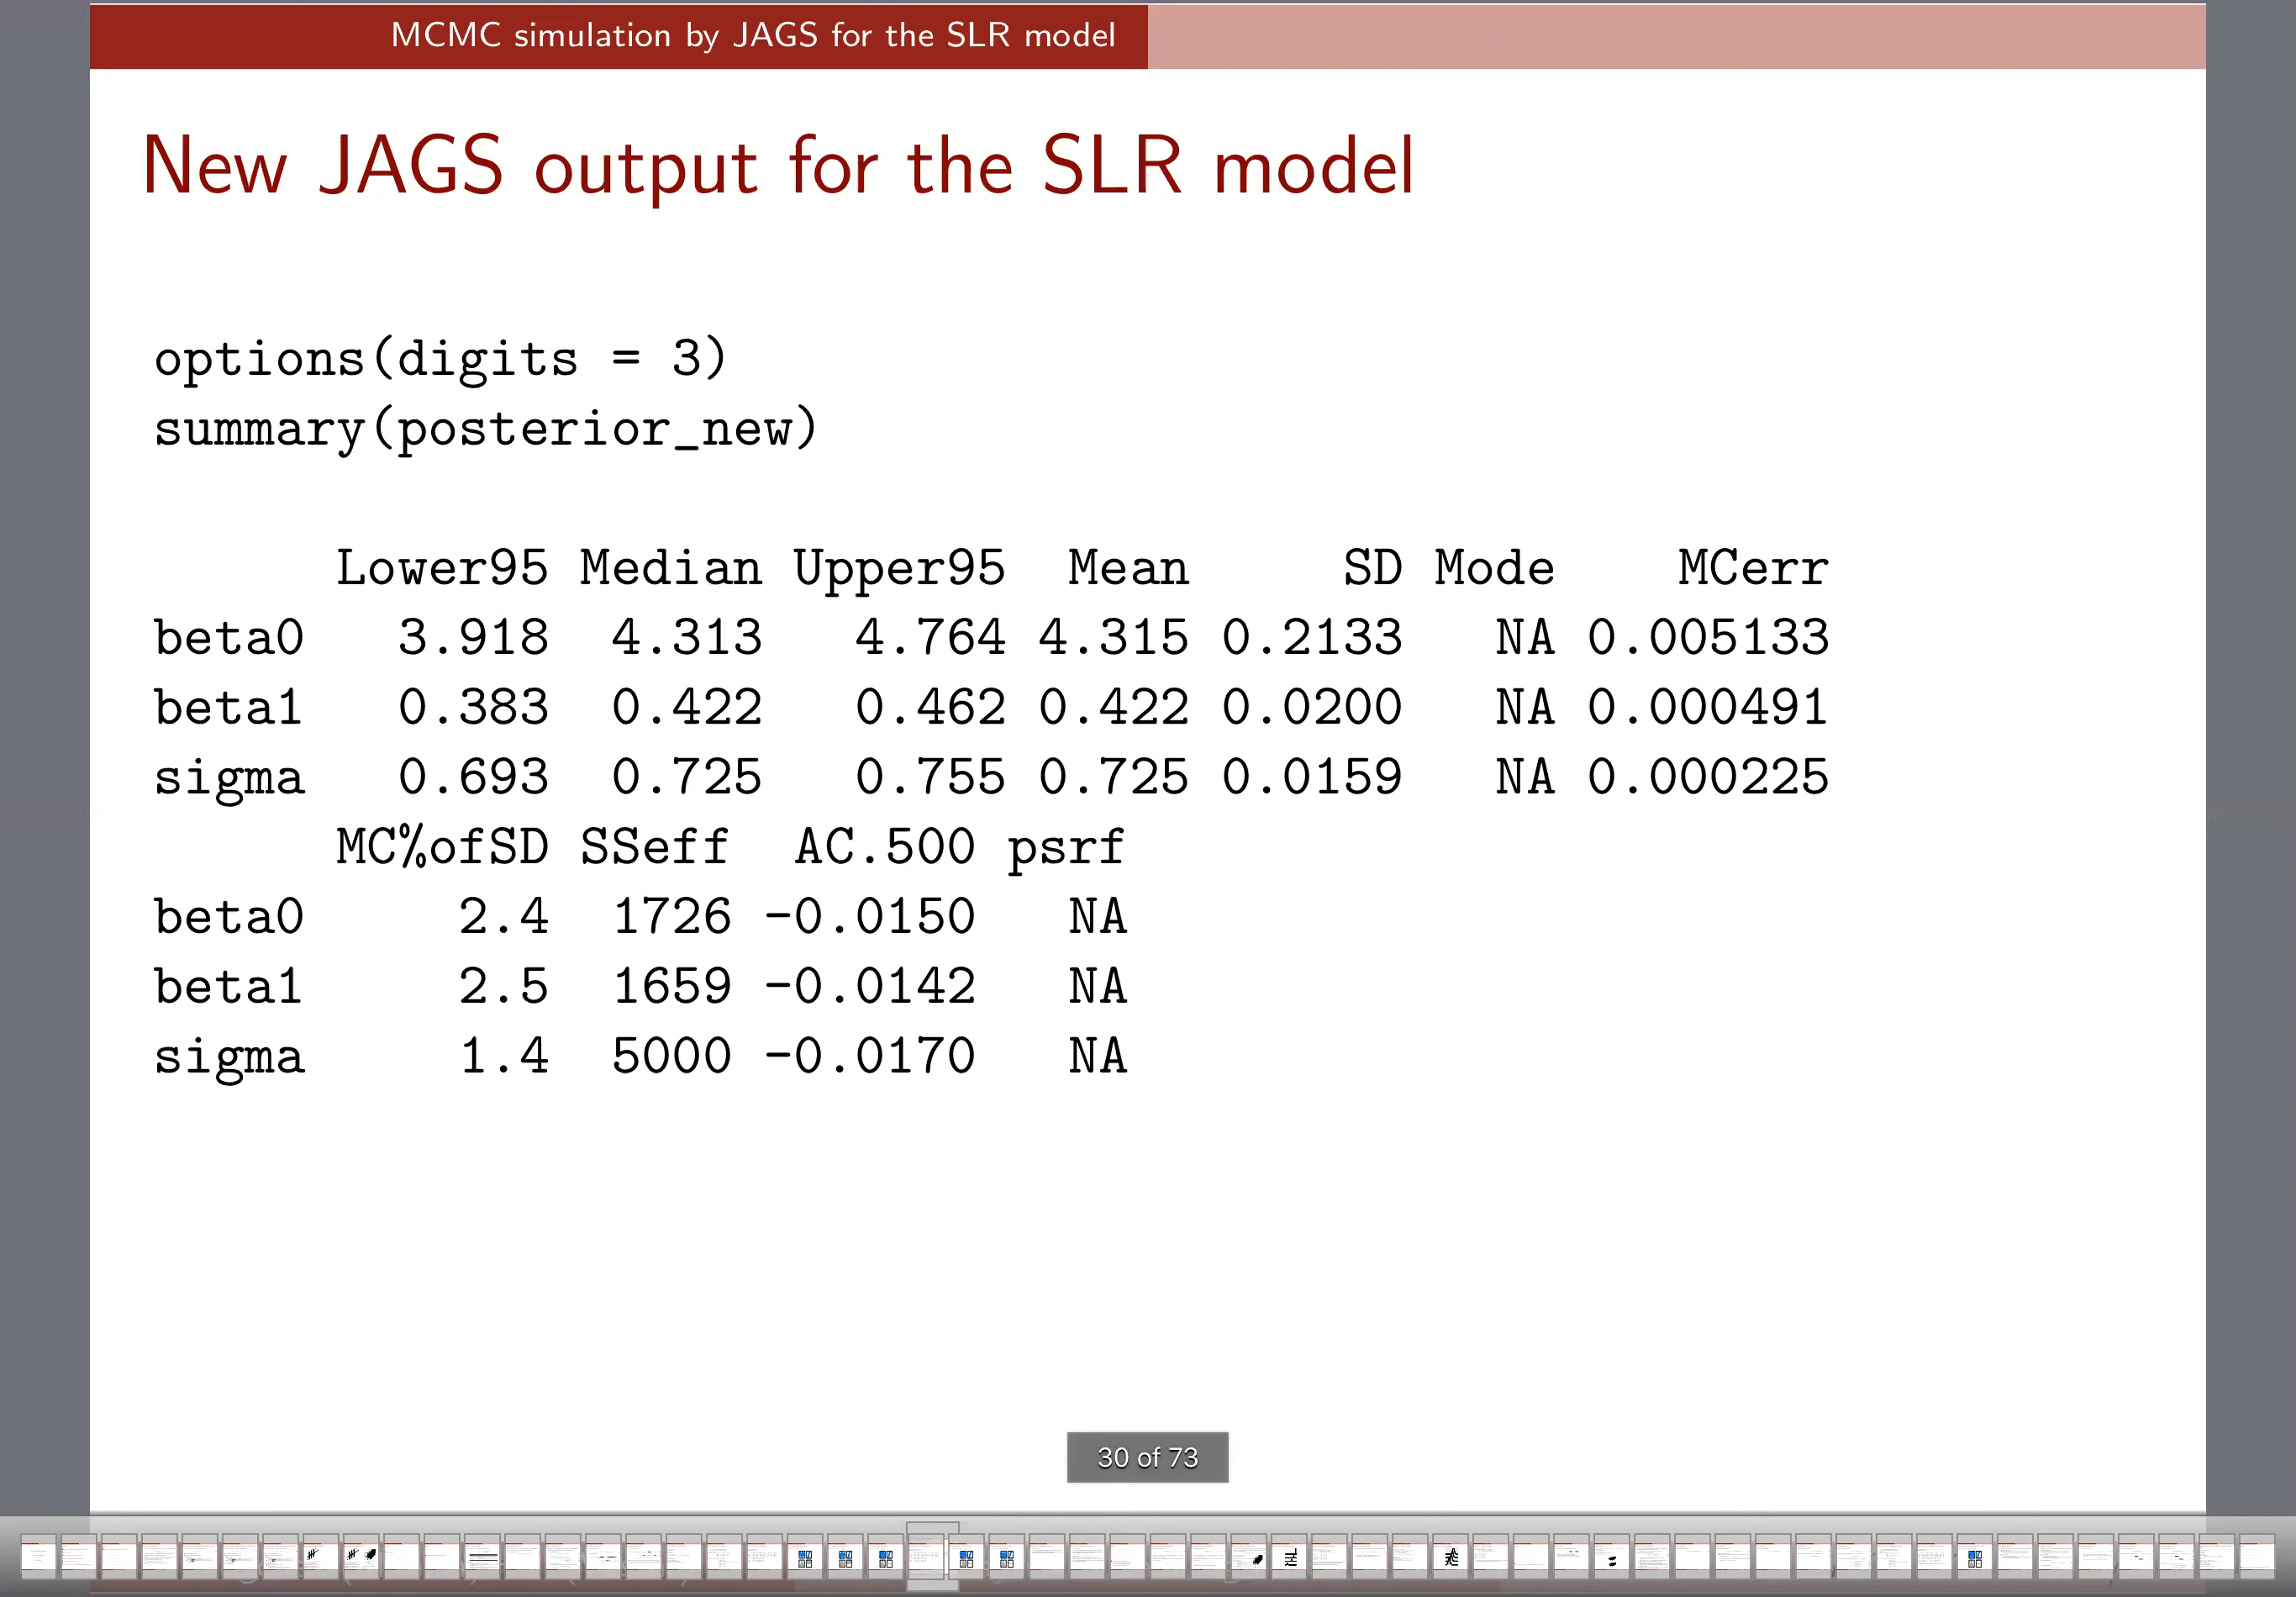 MCMC simulation by JAGS for the SLR model
New JAGS output for the SLR model
options(digits = 3)
summary(posterior_new)
Lower95 Median Upper95 Mean SD Mode MCerr
beta0 3.918 4.313 4.764 4.315 0.2133 NA 0.005133
beta1 0.383 0.422 0.462 0.422 0.0200 NA 0.000491
sigma 0.693 0.725 0.755 0.725 0.0159 NA 0.000225
MC%ofSD SSeff AC.500 psrf
beta0 2.4 1726 -0.0150 NA
beta1 2.5 1659 -0.0142 NA
sigma 1.4 5000 -0.0170 NA
30 of 73